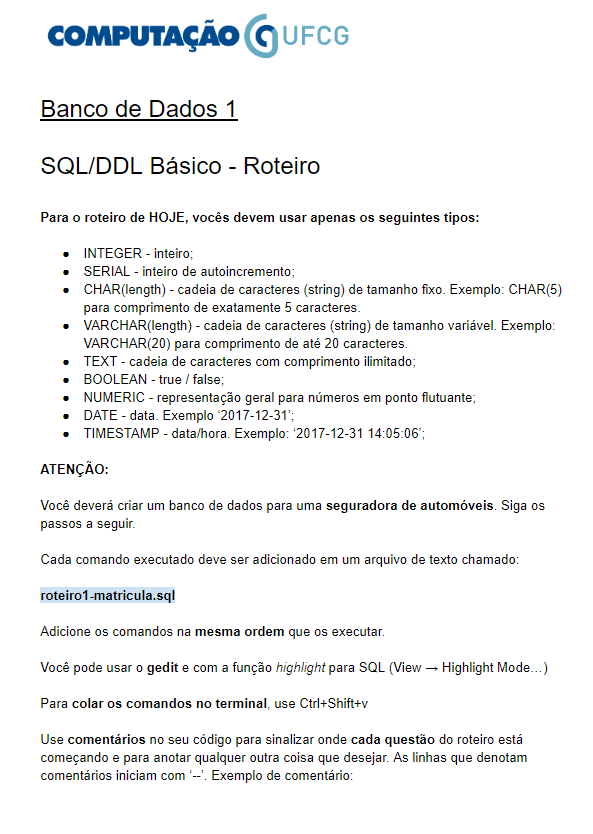 COMPUTAÇÃO UFCG
Banco de Dados 1
SQL/DDL Básico - Roteiro
Para o roteiro de HOJE, vocês devem usar apenas os seguintes tipos:
● INTEGER - inteiro;
● SERIAL - inteiro de autoincremento;
● CHAR(length) - cadeia de caracteres (string) de tamanho fixo. Exemplo: CHAR(5)
para comprimento de exatamente 5 caracteres.
● VARCHAR(length) - cadeia de caracteres (string) de tamanho variável. Exemplo:
VARCHAR(20) para comprimento de até 20 caracteres.
● TEXT - cadeia de caracteres com comprimento ilimitado;
● BOOLEAN - true / false;
● NUMERIC - representação geral para números em ponto flutuante;
● DATE - data. Exemplo ‘2017-12-31’;
● TIMESTAMP - data/hora. Exemplo: ‘2017-12-31 14:05:06’;
ATENÇÃO:
Você deverá criar um banco de dados para uma seguradora de automóveis. Siga os
passos a seguir.
Cada comando executado deve ser adicionado em um arquivo de texto chamado:
roteiro1-matricula.sql
Adicione os comandos na mesma ordem que os executar.
Você pode usar o gedit e com a função highlight para SQL (View → Highlight Mode…)
Para colar os comandos no terminal, use Ctrl+Shift+v
Use comentários no seu código para sinalizar onde cada questão do roteiro está
começando e para anotar qualquer outra coisa que desejar. As linhas que denotam
comentários iniciam com ‘--’. Exemplo de comentário: